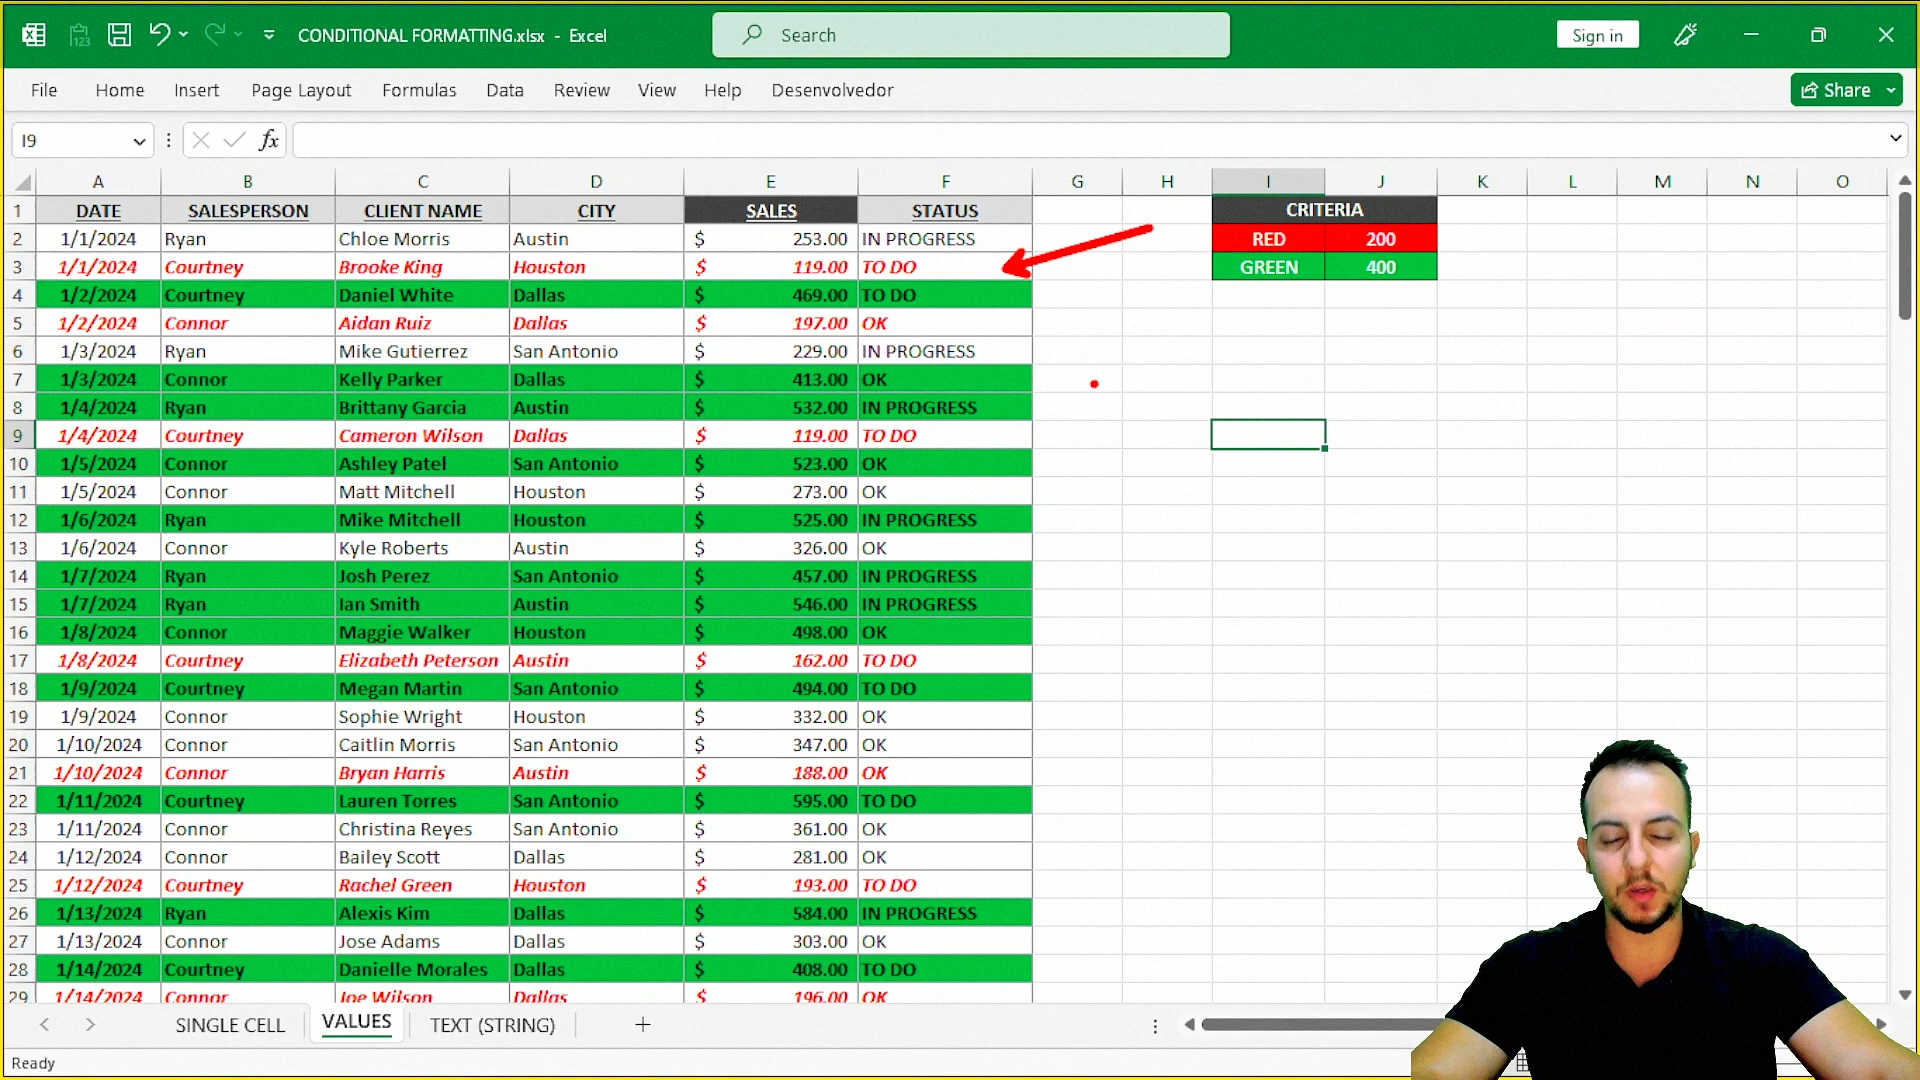 CONDITIONAL FORMATTING.xlsx - Excel
Search
Sign in
File Home Insert Page Layout Formulas Data Review View Help Desenvolvedor
Share
I9
fx
A B C D E F G H I J K L M N O
1 DATE SALESPERSON CLIENT NAME CITY SALES STATUS CRITERIA
2 1/1/2024 Ryan Chloe Morris Austin $ 253.00 IN PROGRESS RED 200
3 1/1/2024 Courtney Brooke King Houston $ 119.00 TO DO GREEN 400
4 1/2/2024 Courtney Daniel White Dallas $ 469.00 TO DO
5 1/2/2024 Connor Aidan Ruiz Dallas $ 197.00 OK
6 1/3/2024 Ryan Mike Gutierrez San Antonio $ 229.00 IN PROGRESS
7 1/3/2024 Connor Kelly Parker Dallas $ 413.00 OK
8 1/4/2024 Ryan Brittany Garcia Austin $ 532.00 IN PROGRESS
9 1/4/2024 Courtney Cameron Wilson Dallas $ 119.00 TO DO
10 1/5/2024 Connor Ashley Patel San Antonio $ 523.00 OK
11 1/5/2024 Connor Matt Mitchell Houston $ 273.00 OK
12 1/6/2024 Ryan Mike Mitchell Houston $ 525.00 IN PROGRESS
13 1/6/2024 Connor Kyle Roberts Austin $ 326.00 OK
14 1/7/2024 Ryan Josh Perez San Antonio $ 457.00 IN PROGRESS
15 1/7/2024 Ryan Ian Smith Austin $ 546.00 IN PROGRESS
16 1/8/2024 Connor Maggie Walker Houston $ 498.00 OK
17 1/8/2024 Courtney Elizabeth Peterson Austin $ 162.00 TO DO
18 1/9/2024 Courtney Megan Martin San Antonio $ 494.00 TO DO
19 1/9/2024 Connor Sophie Wright Houston $ 332.00 OK
20 1/10/2024 Connor Caitlin Morris San Antonio $ 347.00 OK
21 1/10/2024 Connor Bryan Harris Austin $ 188.00 OK
22 1/11/2024 Courtney Lauren Torres San Antonio $ 595.00 TO DO
23 1/11/2024 Connor Christina Reyes San Antonio $ 361.00 OK
24 1/12/2024 Connor Bailey Scott Dallas $ 281.00 OK
25 1/12/2024 Courtney Rachel Green Houston $ 193.00 TO DO
26 1/13/2024 Ryan Alexis Kim Dallas $ 584.00 IN PROGRESS
27 1/13/2024 Connor Jose Adams Dallas $ 303.00 OK
28 1/14/2024 Courtney Danielle Morales Dallas $ 408.00 TO DO
29 1/14/2024 Connor Joe Wilson Dallas $ 196.00 OK
SINGLE CELL VALUES TEXT (STRING)
Ready